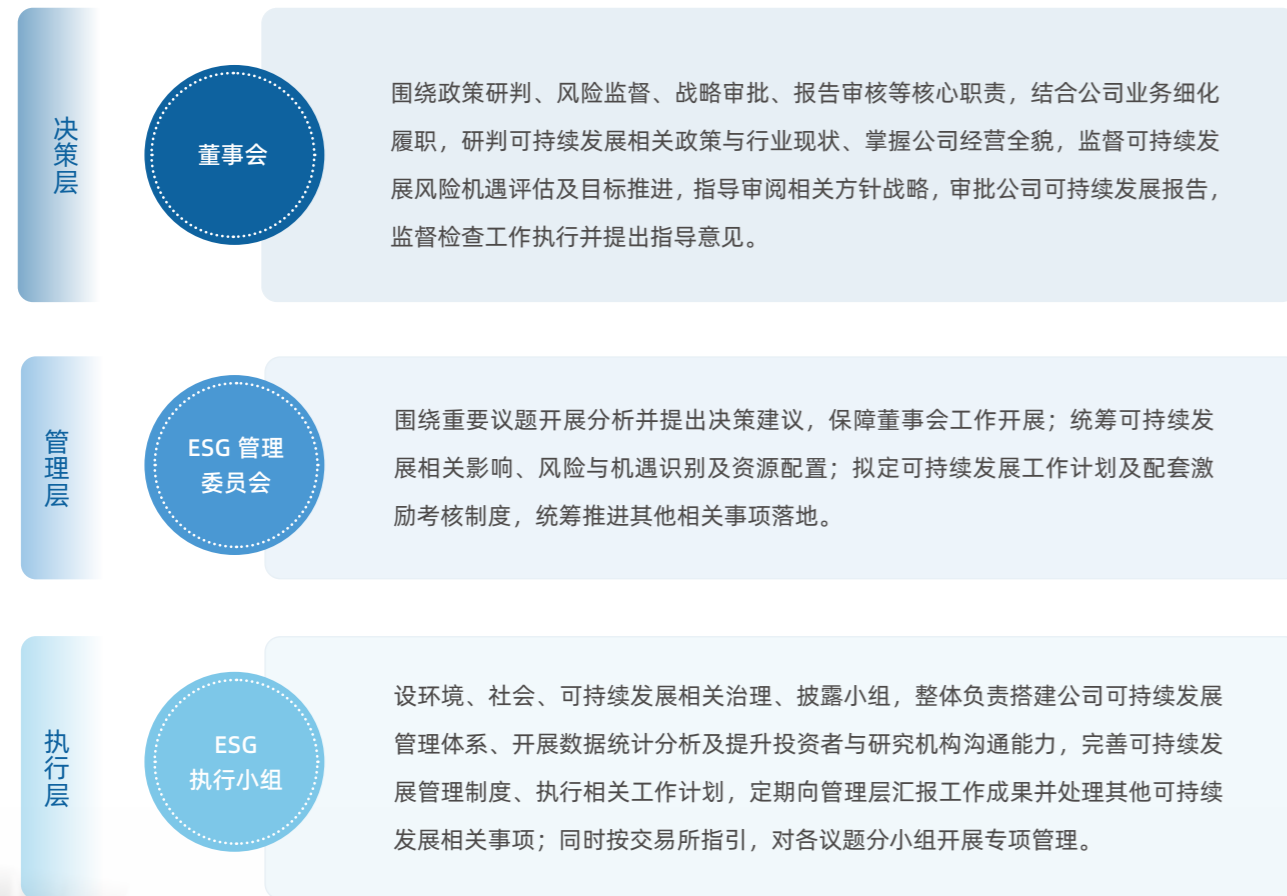 决策层
董事会
围绕政策研判、风险监督、战略审批、报告审核等核心职责，结合公司业务细化
履职，研判可持续发展相关政策与行业现状、掌握公司经营全貌，监督可持续发
展风险机遇评估及目标推进，指导审阅相关方针战略，审批公司可持续发展报告，
监督检查工作执行并提出指导意见。
管理层
ESG 管理
委员会
围绕重要议题开展分析并提出决策建议，保障董事会工作开展；统筹可持续发
展相关影响、风险与机遇识别及资源配置；拟定可持续发展工作计划及配套激
励考核制度，统筹推进其他相关事项落地。
执行层
ESG
执行小组
设环境、社会、可持续发展相关治理、披露小组，整体负责搭建公司可持续发展
管理体系、开展数据统计分析及提升投资者与研究机构沟通能力，完善可持续发
展管理制度、执行相关工作计划，定期向管理层汇报工作成果并处理其他可持续
发展相关事项；同时按交易所指引，对各议题分小组开展专项管理。